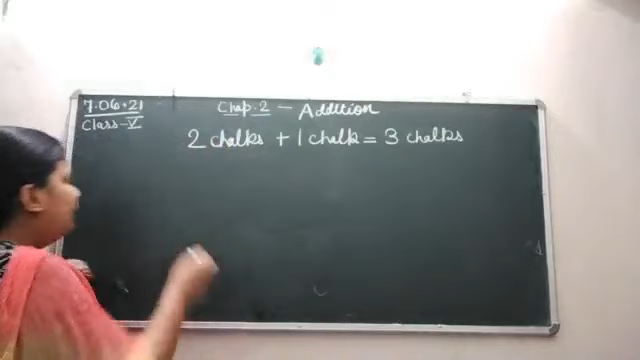 7.06.21
Class-V
Chap. 2 - Addition
2 chalks + 1 chalk = 3 chalks